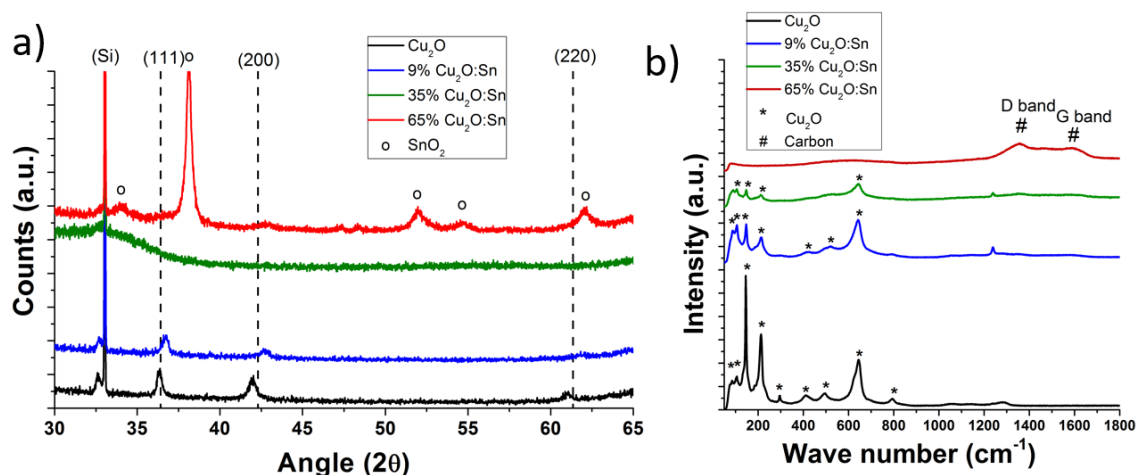 a)
(Si) (111) o (200) (220)
Cu₂O
9% Cu₂O:Sn
35% Cu₂O:Sn
65% Cu₂O:Sn
o SnO₂
o o o o
Counts (a.u.)
30 35 40 45 50 55 60 65
Angle (2θ)
b)
Cu₂O
9% Cu₂O:Sn
35% Cu₂O:Sn
65% Cu₂O:Sn
* Cu₂O
# Carbon
D band
#
G band
#
* * * * *
* * * * * * *
* * * * * * * * *
Intensity (a.u.)
200 400 600 800 1000 1200 1400 1600 1800
Wave number (cm⁻¹)